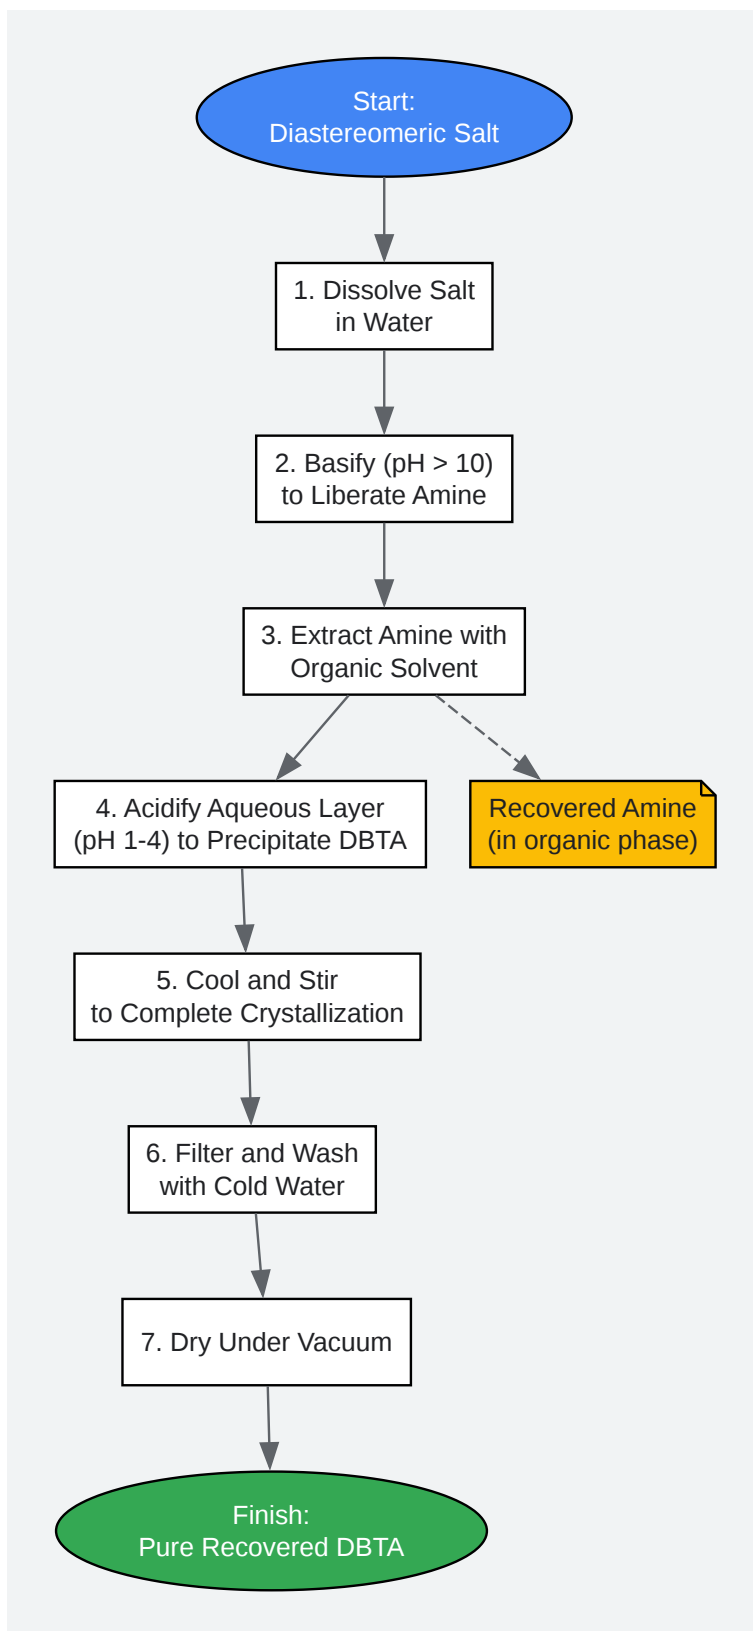 Start:
Diastereomeric Salt
1. Dissolve Salt
in Water
2. Basify (pH > 10)
to Liberate Amine
3. Extract Amine with
Organic Solvent
4. Acidify Aqueous Layer
(pH 1-4) to Precipitate DBTA
Recovered Amine
(in organic phase)
5. Cool and Stir
to Complete Crystallization
6. Filter and Wash
with Cold Water
7. Dry Under Vacuum
Finish:
Pure Recovered DBTA